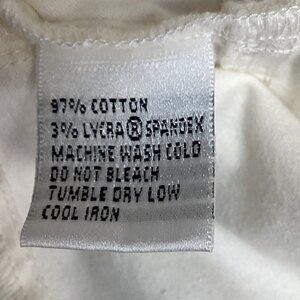 97% COTTON
3% LYCRA® SPANDEX
MACHINE WASH COLD
DO NOT BLEACH
TUMBLE DRY LOW
COOL IRON